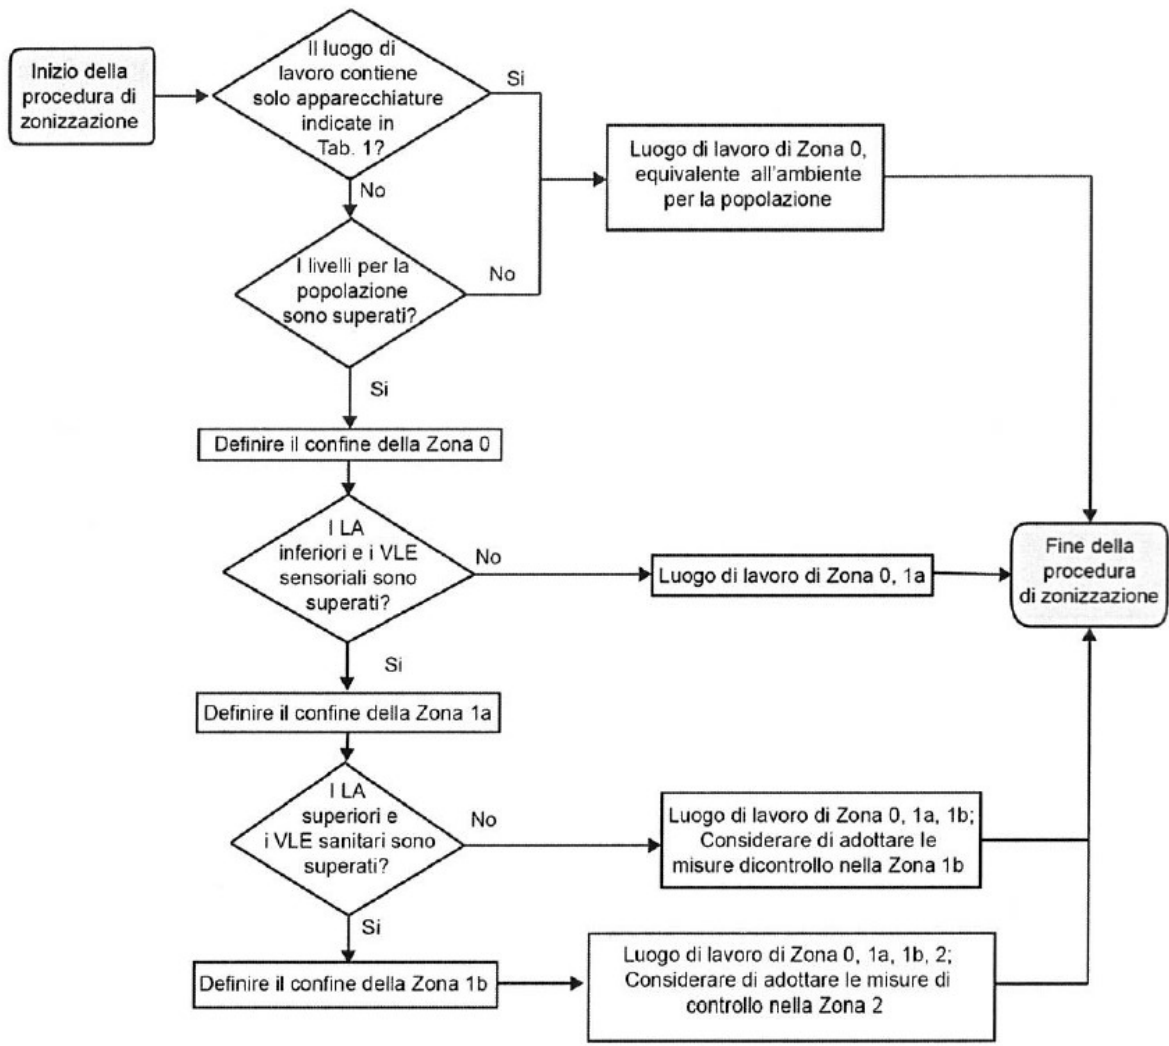 Inizio della
procedura di
zonizzazione
Il luogo di
lavoro contiene
solo apparecchiature
indicate in
Tab. 1?
Si
No
Luogo di lavoro di Zona 0,
equivalente all'ambiente
per la popolazione
I livelli per la
popolazione
sono superati?
No
Si
Definire il confine della Zona 0
I LA
inferiori e i VLE
sensoriali sono
superati?
No
Luogo di lavoro di Zona 0, 1a
Fine della
procedura
di zonizzazione
Si
Definire il confine della Zona 1a
I LA
superiori e
i VLE sanitari sono
superati?
No
Luogo di lavoro di Zona 0, 1a, 1b;
Considerare di adottare le
misure dicontrollo nella Zona 1b
Si
Definire il confine della Zona 1b
Luogo di lavoro di Zona 0, 1a, 1b, 2;
Considerare di adottare le misure di
controllo nella Zona 2